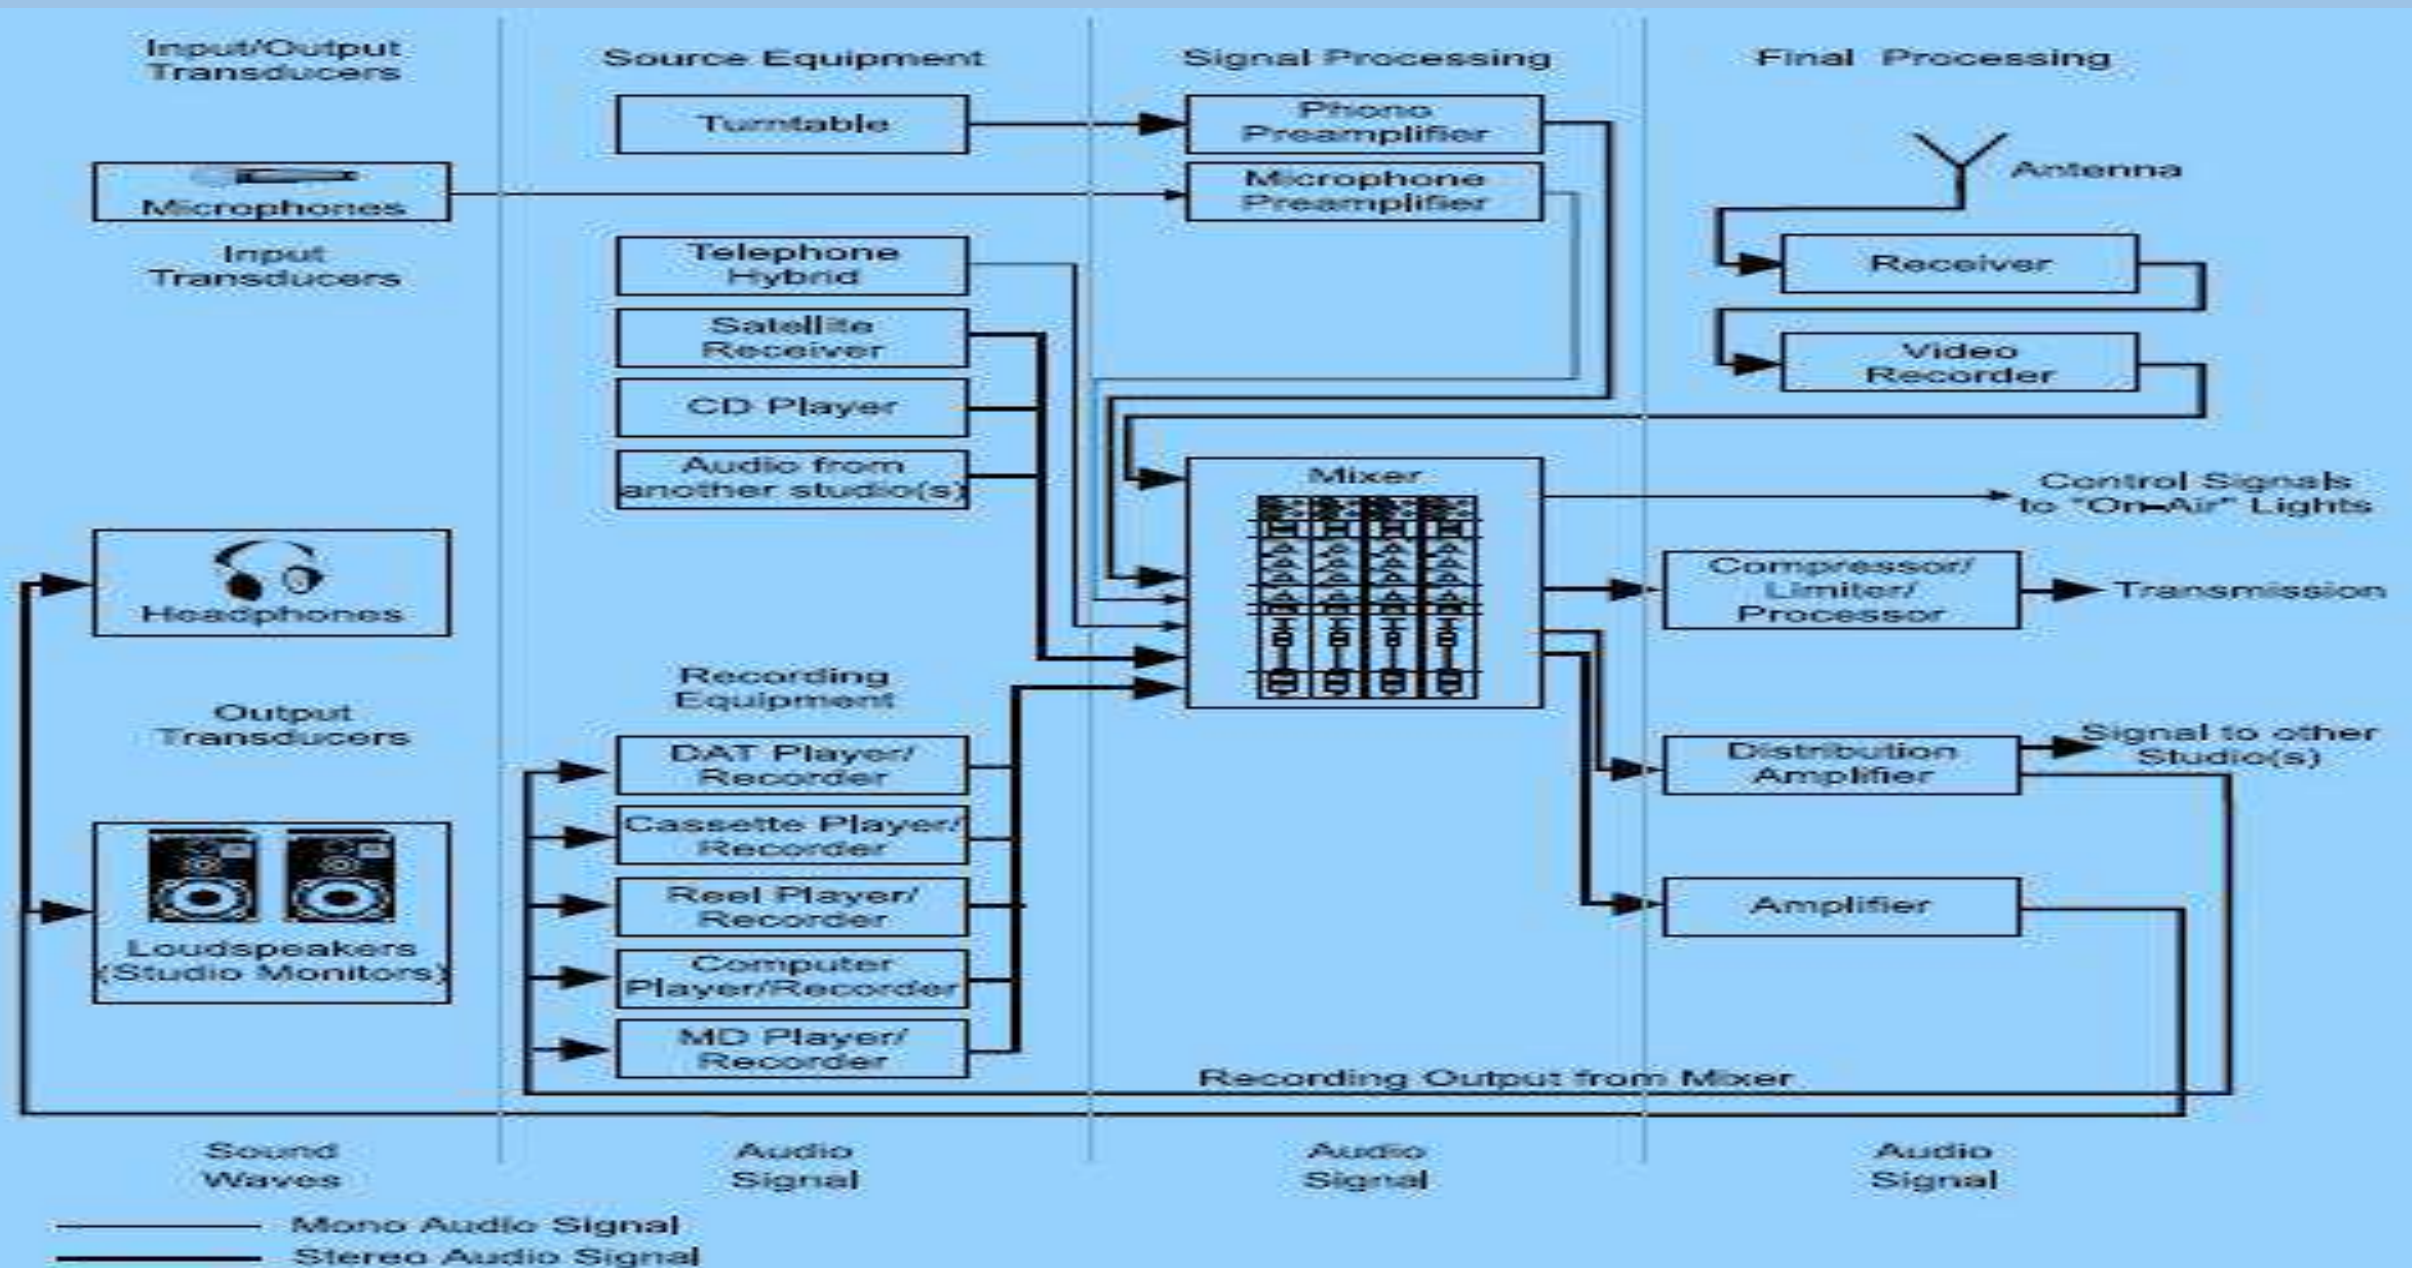 Input/Output
Transducers
Source Equipment
Signal Processing
Final Processing
Turntable
Phono
Preamplifier
Microphones
Microphone
Preamplifier
Antenna
Input
Transducers
Telephone
Hybrid
Receiver
Satellite
Receiver
Video
Recorder
CD Player
Audio from
another studio(s)
Mixer
Control Signals
to "On-Air" Lights
Headphones
Compressor/
Limiter/
Processor
Transmission
Recording
Equipment
Output
Transducers
DAT Player/
Recorder
Distribution
Amplifier
Signal to other
Studio(s)
Cassette Player/
Recorder
Reel Player/
Recorder
Amplifier
Loudspeakers
(Studio Monitors)
Computer
Player/Recorder
MD Player/
Recorder
Recording Output from Mixer
Sound
Waves
Audio
Signal
Audio
Signal
Audio
Signal
Mono Audio Signal
Stereo Audio Signal